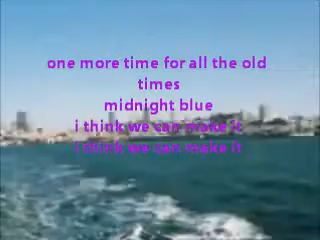 one more time for all the old
times
midnight blue
i think we can make it
i think we can make it